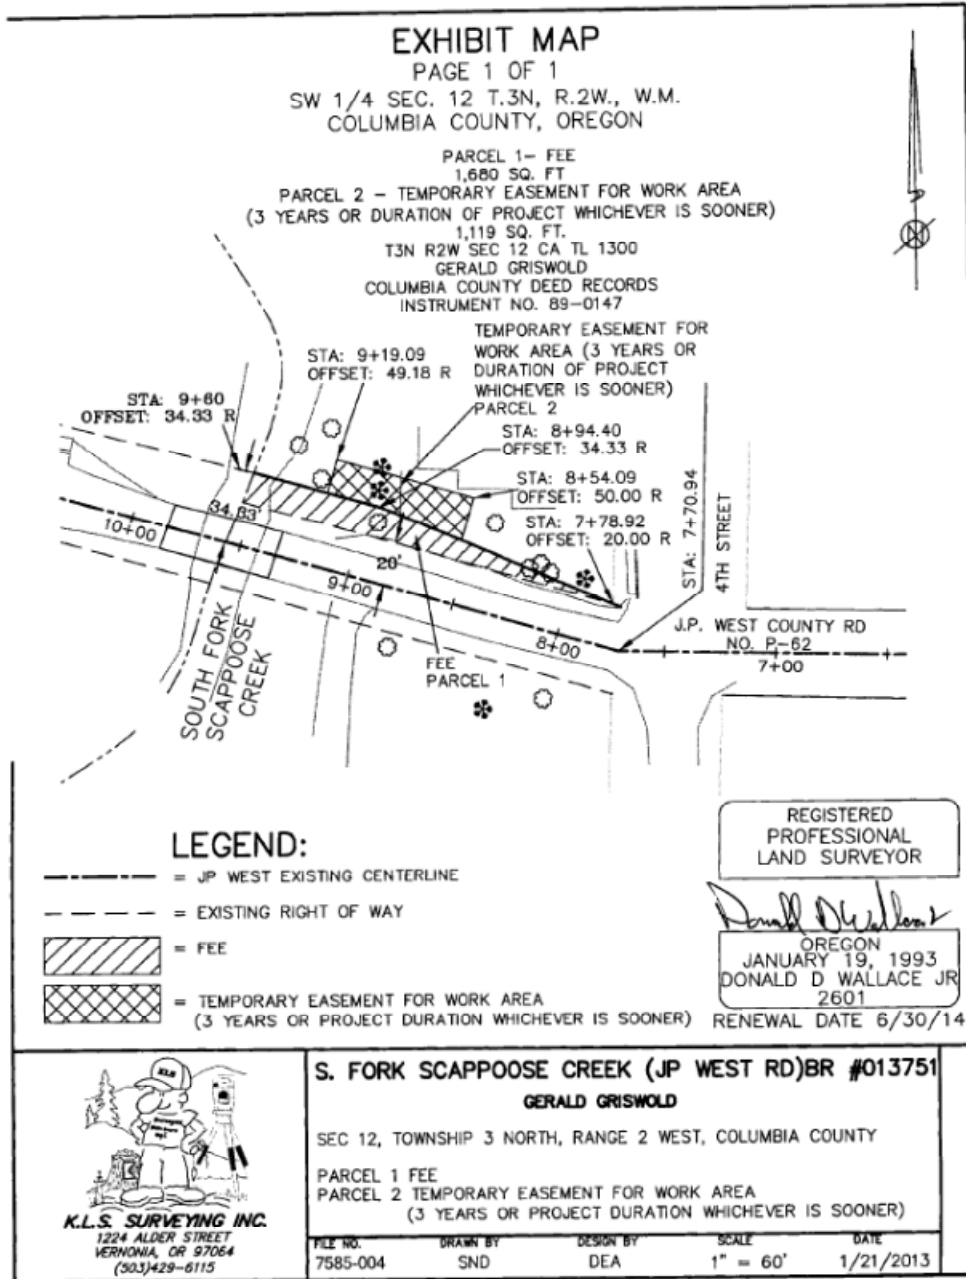 EXHIBIT MAP
PAGE 1 OF 1
SW 1/4 SEC. 12 T.3N, R.2W., W.M.
COLUMBIA COUNTY, OREGON
PARCEL 1- FEE
1,680 SQ. FT
PARCEL 2 - TEMPORARY EASEMENT FOR WORK AREA
(3 YEARS OR DURATION OF PROJECT WHICHEVER IS SOONER)
1,119 SQ. FT.
T3N R2W SEC 12 CA TL 1300
GERALD GRISWOLD
COLUMBIA COUNTY DEED RECORDS
INSTRUMENT NO. 89-0147
TEMPORARY EASEMENT FOR
WORK AREA (3 YEARS OR
DURATION OF PROJECT
WHICHEVER IS SOONER)
PARCEL 2
STA: 9+19.09
OFFSET: 49.18 R
STA: 9+60
OFFSET: 34.33 R
STA: 8+94.40
OFFSET: 34.33 R
STA: 8+54.09
OFFSET: 50.00 R
STA: 7+78.92
OFFSET: 20.00 R
STA: 7+70.94
4TH STREET
34.33'
10+00
20'
9+00
8+00
J.P. WEST COUNTY RD
NO. P-62
7+00
FEE
PARCEL 1
SOUTH FORK
SCAPPOOSE
CREEK
LEGEND:
= JP WEST EXISTING CENTERLINE
= EXISTING RIGHT OF WAY
= FEE
= TEMPORARY EASEMENT FOR WORK AREA
(3 YEARS OR PROJECT DURATION WHICHEVER IS SOONER)
REGISTERED
PROFESSIONAL
LAND SURVEYOR
Donald D Wallace Jr
OREGON
JANUARY 19, 1993
DONALD D WALLACE JR
2601
RENEWAL DATE 6/30/14
KLS
K.L.S. SURVEYING INC.
1224 ALDER STREET
VERNONIA, OR 97064
(503)429-6115
S. FORK SCAPPOOSE CREEK (JP WEST RD)BR #013751
GERALD GRISWOLD
SEC 12, TOWNSHIP 3 NORTH, RANGE 2 WEST, COLUMBIA COUNTY
PARCEL 1 FEE
PARCEL 2 TEMPORARY EASEMENT FOR WORK AREA
(3 YEARS OR PROJECT DURATION WHICHEVER IS SOONER)
FILE NO. DRAWN BY DESIGN BY SCALE DATE
7585-004 SND DEA 1" = 60' 1/21/2013